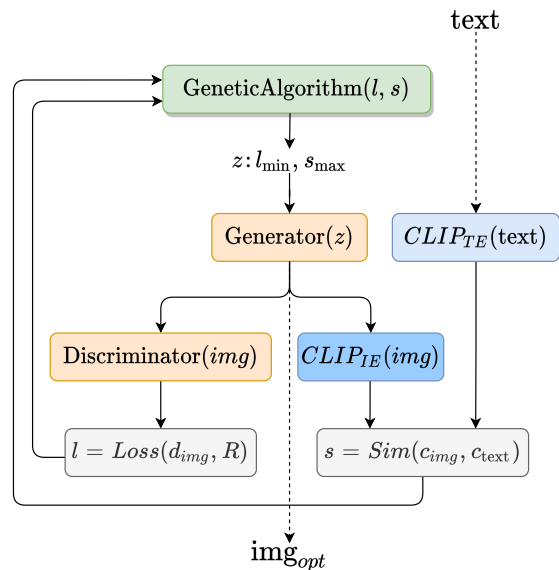 text
GeneticAlgorithm(l, s)
z: l_min, s_max
Generator(z)
CLIP_TE(text)
Discriminator(img)
CLIP_IE(img)
l = Loss(d_img, R)
s = Sim(c_img, c_text)
img_opt